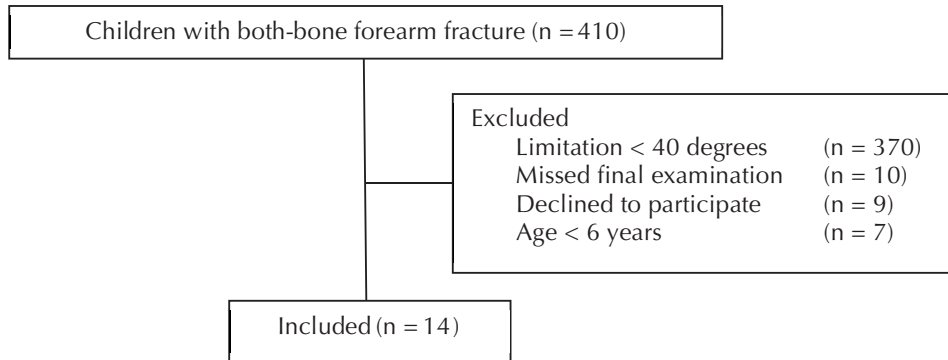 Children with both-bone forearm fracture (n = 410)
Excluded
Limitation < 40 degrees (n = 370)
Missed final examination (n = 10)
Declined to participate (n = 9)
Age < 6 years (n = 7)
Included (n = 14)